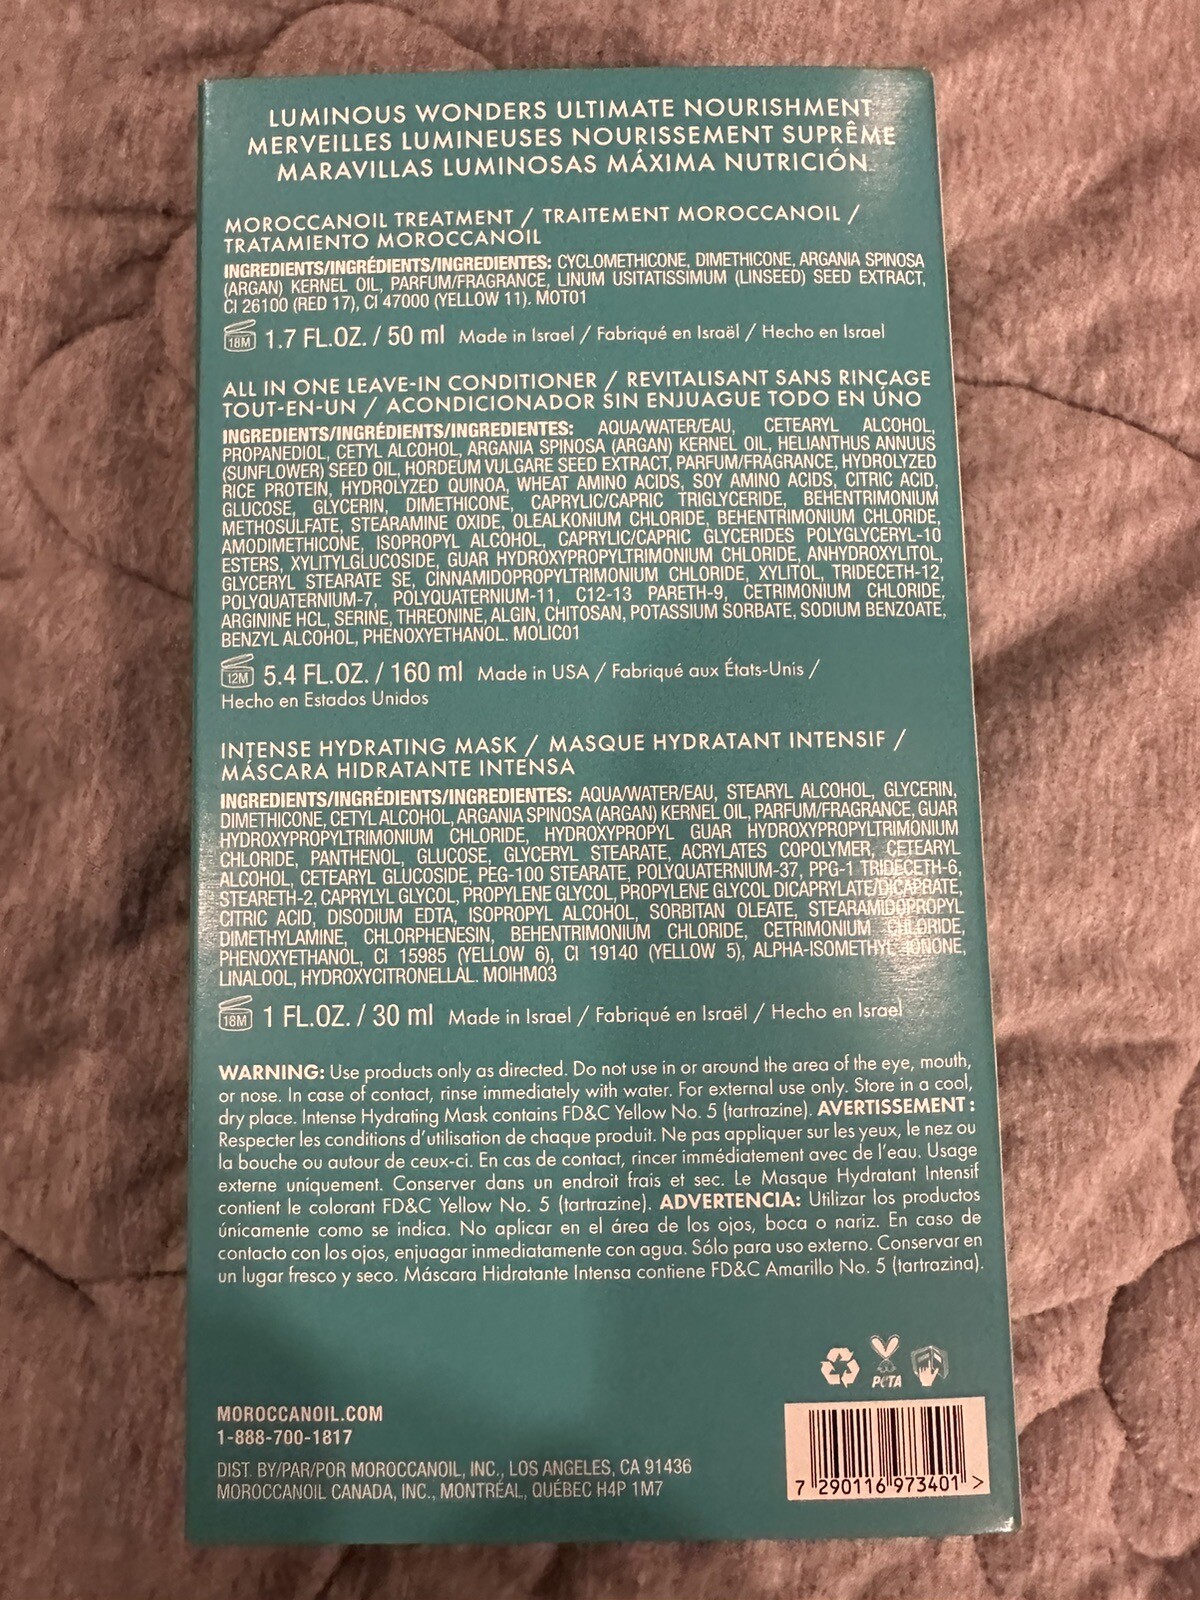 LUMINOUS WONDERS ULTIMATE NOURISHMENT
MERVEILLES LUMINEUSES NOURISSEMENT SUPRÊME
MARAVILLAS LUMINOSAS MÁXIMA NUTRICIÓN
MOROCCANOIL TREATMENT / TRAITEMENT MOROCCANOIL /
TRATAMIENTO MOROCCANOIL
INGREDIENTS/INGRÉDIENTS/INGREDIENTES: CYCLOMETHICONE, DIMETHICONE, ARGANIA SPINOSA
(ARGAN) KERNEL OIL, PARFUM/FRAGRANCE, LINUM USITATISSIMUM (LINSEED) SEED EXTRACT,
CI 26100 (RED 17), CI 47000 (YELLOW 11). MOT01
18M 1.7 FL.OZ. / 50 ml Made in Israel / Fabriqué en Israël / Hecho en Israel
ALL IN ONE LEAVE-IN CONDITIONER / REVITALISANT SANS RINÇAGE
TOUT-EN-UN / ACONDICIONADOR SIN ENJUAGUE TODO EN UNO
INGREDIENTS/INGRÉDIENTS/INGREDIENTES: AQUA/WATER/EAU, CETEARYL ALCOHOL,
PROPANEDIOL, CETYL ALCOHOL, ARGANIA SPINOSA (ARGAN) KERNEL OIL, HELIANTHUS ANNUUS
(SUNFLOWER) SEED OIL, HORDEUM VULGARE SEED EXTRACT, PARFUM/FRAGRANCE, HYDROLYZED
RICE PROTEIN, HYDROLYZED QUINOA, WHEAT AMINO ACIDS, SOY AMINO ACIDS, CITRIC ACID,
GLUCOSE, GLYCERIN, DIMETHICONE, CAPRYLIC/CAPRIC TRIGLYCERIDE, BEHENTRIMONIUM
METHOSULFATE, STEARAMINE OXIDE, OLEALKONIUM CHLORIDE, BEHENTRIMONIUM CHLORIDE,
AMODIMETHICONE, ISOPROPYL ALCOHOL, CAPRYLIC/CAPRIC GLYCERIDES POLYGLYCERYL-10
ESTERS, XYLITYLGLUCOSIDE, GUAR HYDROXYPROPYLTRIMONIUM CHLORIDE, ANHYDROXYLITOL,
GLYCERYL STEARATE SE, CINNAMIDOPROPYLTRIMONIUM CHLORIDE, XYLITOL, TRIDECETH-12,
POLYQUATERNIUM-7, POLYQUATERNIUM-11, C12-13 PARETH-9, CETRIMONIUM CHLORIDE,
ARGININE HCL, SERINE, THREONINE, ALGIN, CHITOSAN, POTASSIUM SORBATE, SODIUM BENZOATE,
BENZYL ALCOHOL, PHENOXYETHANOL. MOLIC01
12M 5.4 FL.OZ. / 160 ml Made in USA / Fabriqué aux États-Unis /
Hecho en Estados Unidos
INTENSE HYDRATING MASK / MASQUE HYDRATANT INTENSIF /
MÁSCARA HIDRATANTE INTENSA
INGREDIENTS/INGRÉDIENTS/INGREDIENTES: AQUA/WATER/EAU, STEARYL ALCOHOL, GLYCERIN,
DIMETHICONE, CETYL ALCOHOL, ARGANIA SPINOSA (ARGAN) KERNEL OIL, PARFUM/FRAGRANCE, GUAR
HYDROXYPROPYLTRIMONIUM CHLORIDE, HYDROXYPROPYL GUAR HYDROXYPROPYLTRIMONIUM
CHLORIDE, PANTHENOL, GLUCOSE, GLYCERYL STEARATE, ACRYLATES COPOLYMER, CETEARYL
ALCOHOL, CETEARYL GLUCOSIDE, PEG-100 STEARATE, POLYQUATERNIUM-37, PPG-1 TRIDECETH-6,
STEARETH-2, CAPRYLYL GLYCOL, PROPYLENE GLYCOL, PROPYLENE GLYCOL DICAPRYLATE/DICAPRATE,
CITRIC ACID, DISODIUM EDTA, ISOPROPYL ALCOHOL, SORBITAN OLEATE, STEARAMIDOPROPYL
DIMETHYLAMINE, CHLORPHENESIN, BEHENTRIMONIUM CHLORIDE, CETRIMONIUM CHLORIDE,
PHENOXYETHANOL, CI 15985 (YELLOW 6), CI 19140 (YELLOW 5), ALPHA-ISOMETHYL IONONE,
LINALOOL, HYDROXYCITRONELLAL. MOIHM03
18M 1 FL.OZ. / 30 ml Made in Israel / Fabriqué en Israël / Hecho en Israel
WARNING: Use products only as directed. Do not use in or around the area of the eye, mouth,
or nose. In case of contact, rinse immediately with water. For external use only. Store in a cool,
dry place. Intense Hydrating Mask contains FD&C Yellow No. 5 (tartrazine). AVERTISSEMENT :
Respecter les conditions d'utilisation de chaque produit. Ne pas appliquer sur les yeux, le nez ou
la bouche ou autour de ceux-ci. En cas de contact, rincer immédiatement avec de l'eau. Usage
externe uniquement. Conserver dans un endroit frais et sec. Le Masque Hydratant Intensif
contient le colorant FD&C Yellow No. 5 (tartrazine). ADVERTENCIA: Utilizar los productos
únicamente como se indica. No aplicar en el área de los ojos, boca o nariz. En caso de
contacto con los ojos, enjuagar inmediatamente con agua. Sólo para uso externo. Conservar en
un lugar fresco y seco. Máscara Hidratante Intensa contiene FD&C Amarillo No. 5 (tartrazina).
PETA
MOROCCANOIL.COM
1-888-700-1817
DIST. BY/PAR/POR MOROCCANOIL, INC., LOS ANGELES, CA 91436
MOROCCANOIL CANADA, INC., MONTRÉAL, QUÉBEC H4P 1M7
7 290116 973401 >